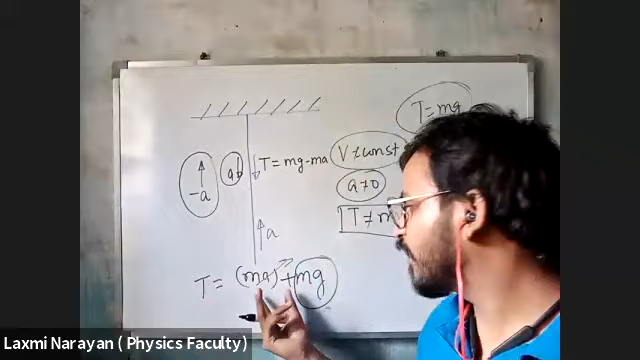 T=mg
-a
a
T=mg-ma
V≠const
a≠0
T≠m
a
T=(ma)+mg
Laxmi Narayan ( Physics Faculty)